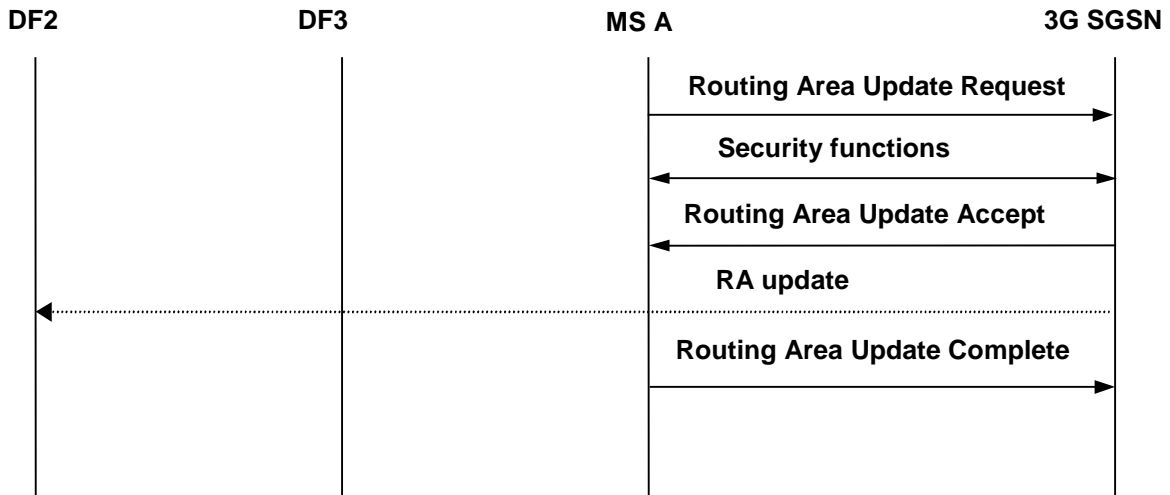 DF2 DF3 MS A 3G SGSN
Routing Area Update Request
Security functions
Routing Area Update Accept
RA update
Routing Area Update Complete